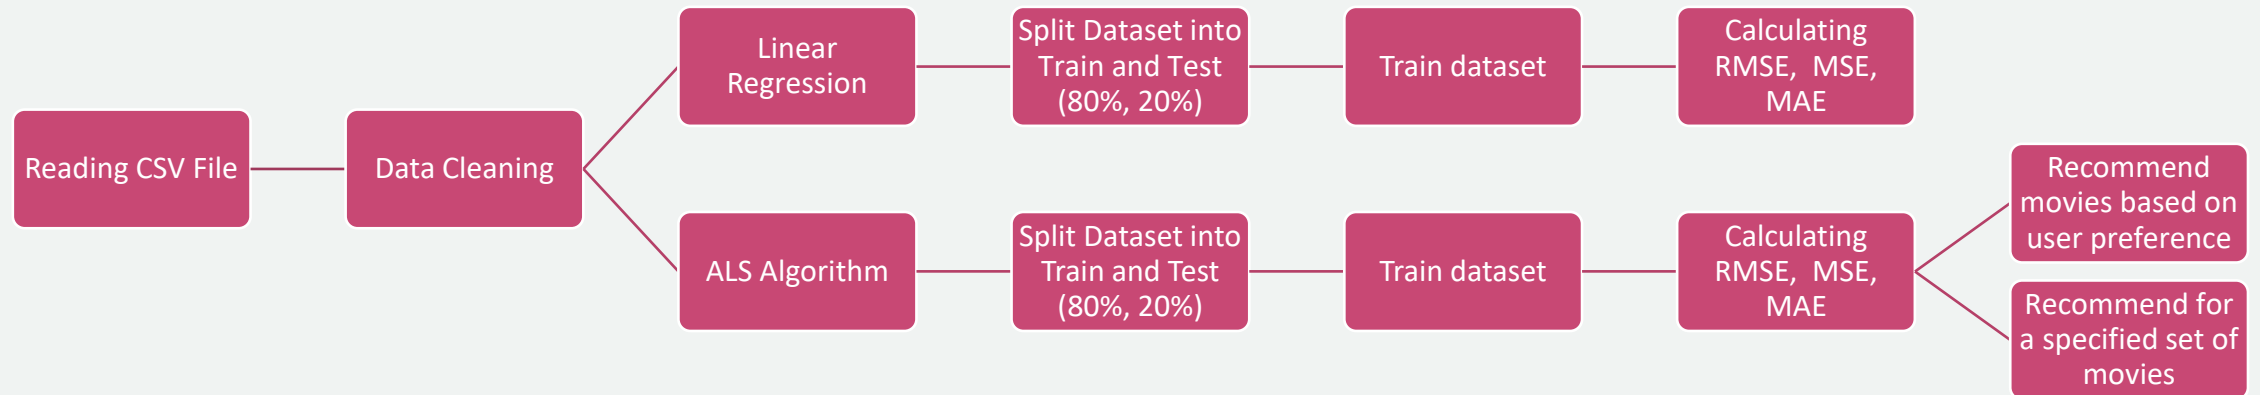 Reading CSV File
Data Cleaning
Linear
Regression
Split Dataset into
Train and Test
(80%, 20%)
Train dataset
Calculating
RMSE,  MSE,
MAE
ALS Algorithm
Split Dataset into
Train and Test
(80%, 20%)
Train dataset
Calculating
RMSE,  MSE,
MAE
Recommend
movies based on
user preference
Recommend for
a specified set of
movies